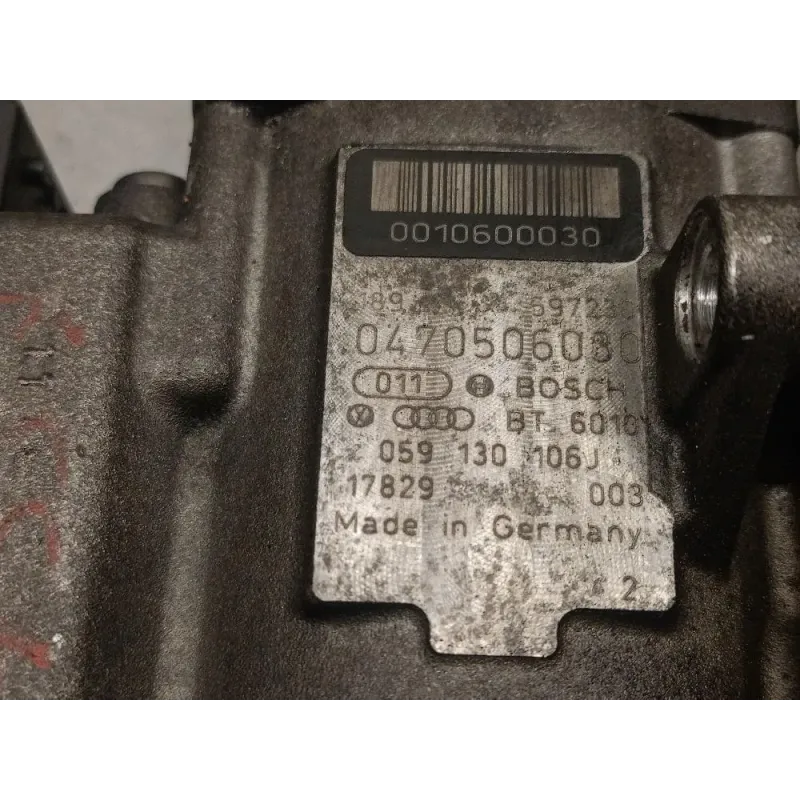 0010600030
0470506030
011 BOSCH
BT. 6010
059 130 106J
17829 003
Made in Germany
2